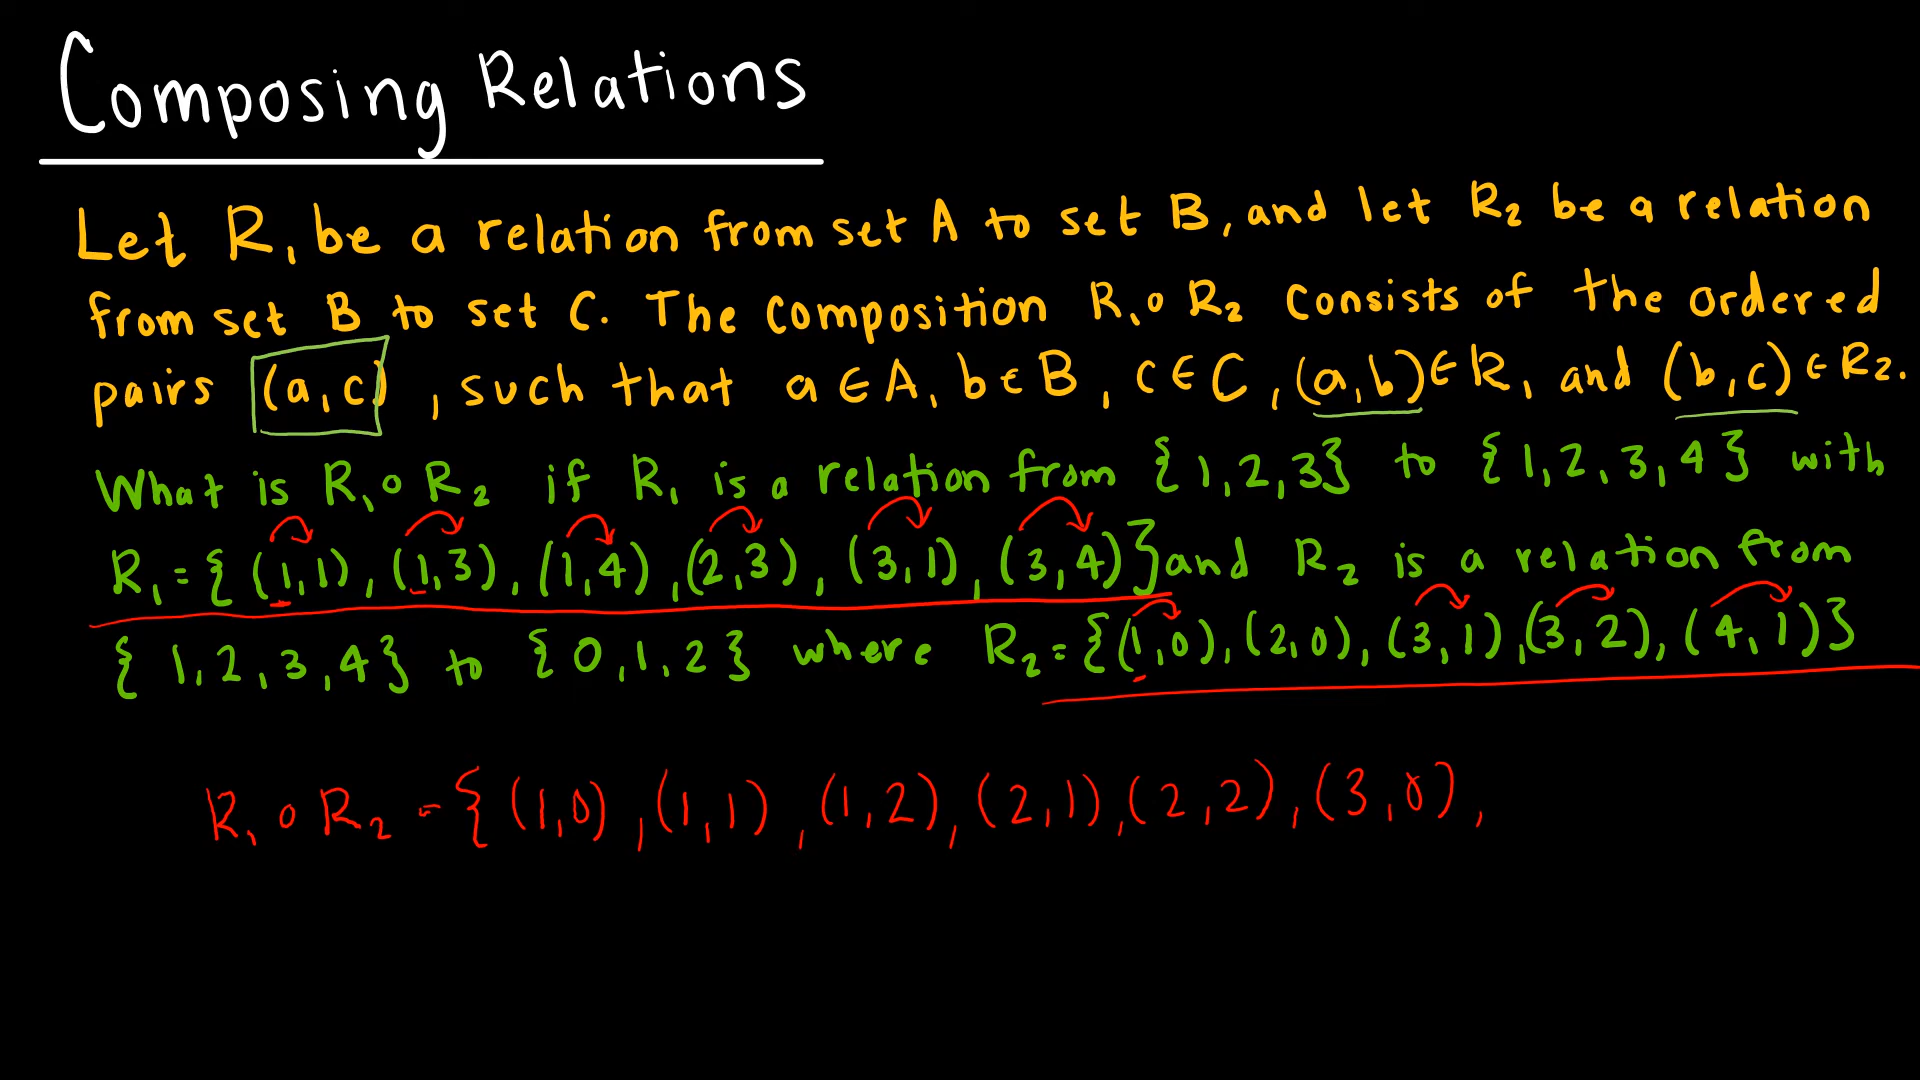 Composing Relations
Let R₁ be a relation from set A to set B, and let R₂ be a relation
from set B to set C. The composition R₁∘R₂ consists of the ordered
pairs (a,c), such that a∈A, b∈B, c∈C, (a,b)∈R₁ and (b,c)∈R₂.
What is R₁∘R₂ if R₁ is a relation from {1,2,3} to {1,2,3,4} with
R₁={(1,1), (1,3), (1,4), (2,3), (3,1), (3,4)} and R₂ is a relation from
{1,2,3,4} to {0,1,2} where R₂={(1,0), (2,0), (3,1), (3,2), (4,1)}
R₁∘R₂ = {(1,0), (1,1), (1,2), (2,1), (2,2), (3,0),